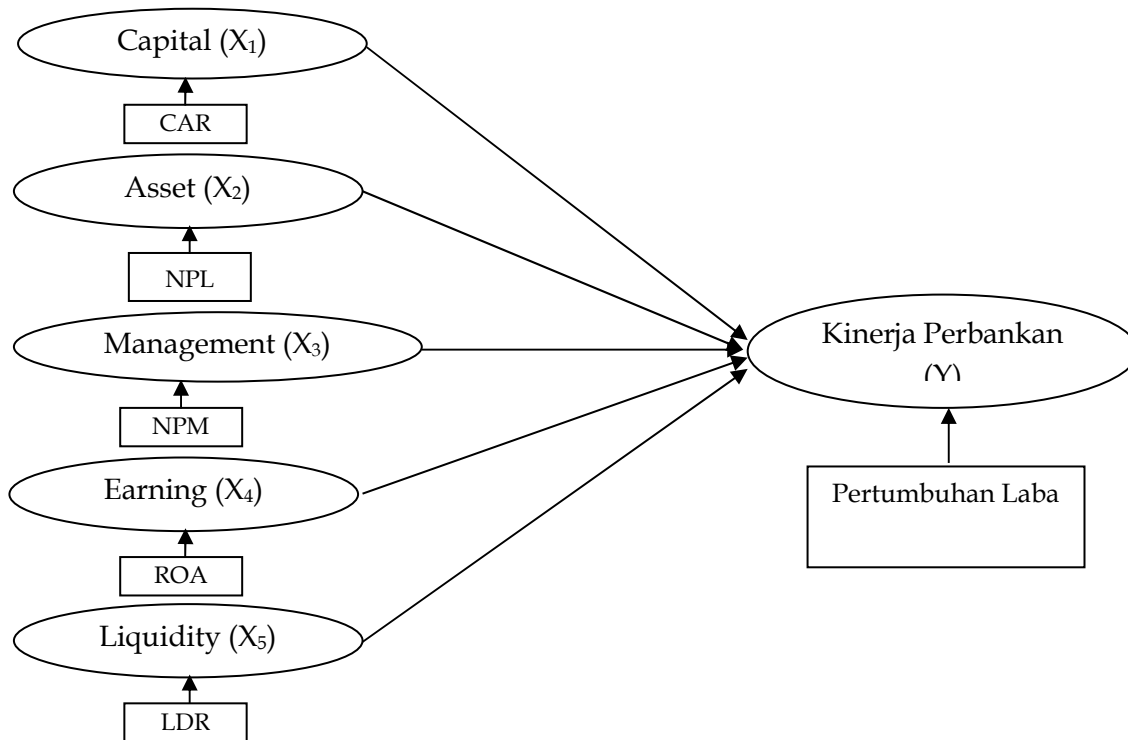 Capital (X₁)
CAR
Asset (X₂)
NPL
Management (X₃)
NPM
Earning (X₄)
ROA
Liquidity (X₅)
LDR
Kinerja Perbankan
(Y)
Pertumbuhan Laba